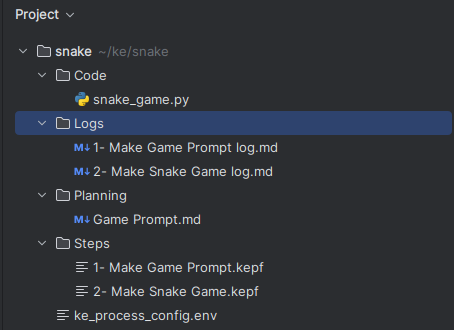 Project
snake ~/ke/snake
Code
snake_game.py
Logs
M↓ 1- Make Game Prompt log.md
M↓ 2- Make Snake Game log.md
Planning
M↓ Game Prompt.md
Steps
1- Make Game Prompt.kepf
2- Make Snake Game.kepf
ke_process_config.env